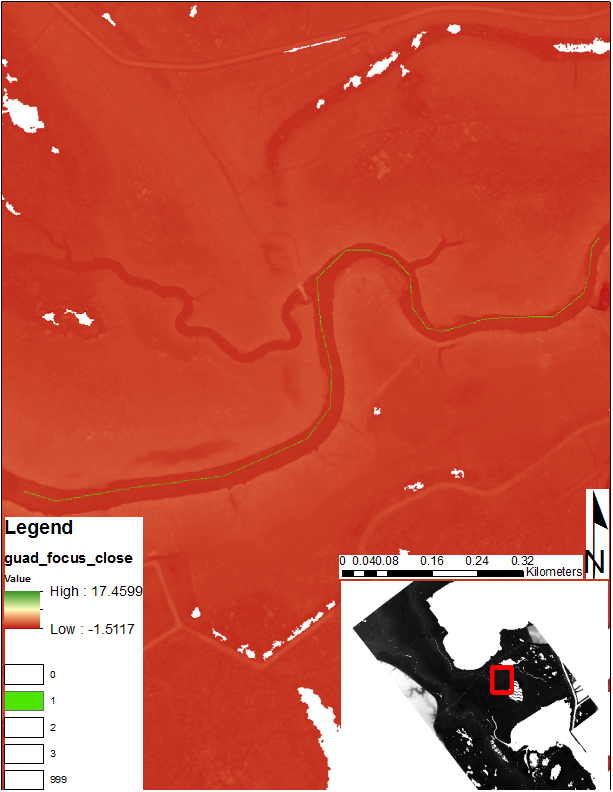 N
0 0.040.08 0.16 0.24 0.32
Kilometers
Legend
guad_focus_close
Value
High : 17.4599
Low : -1.5117
0
1
2
3
999